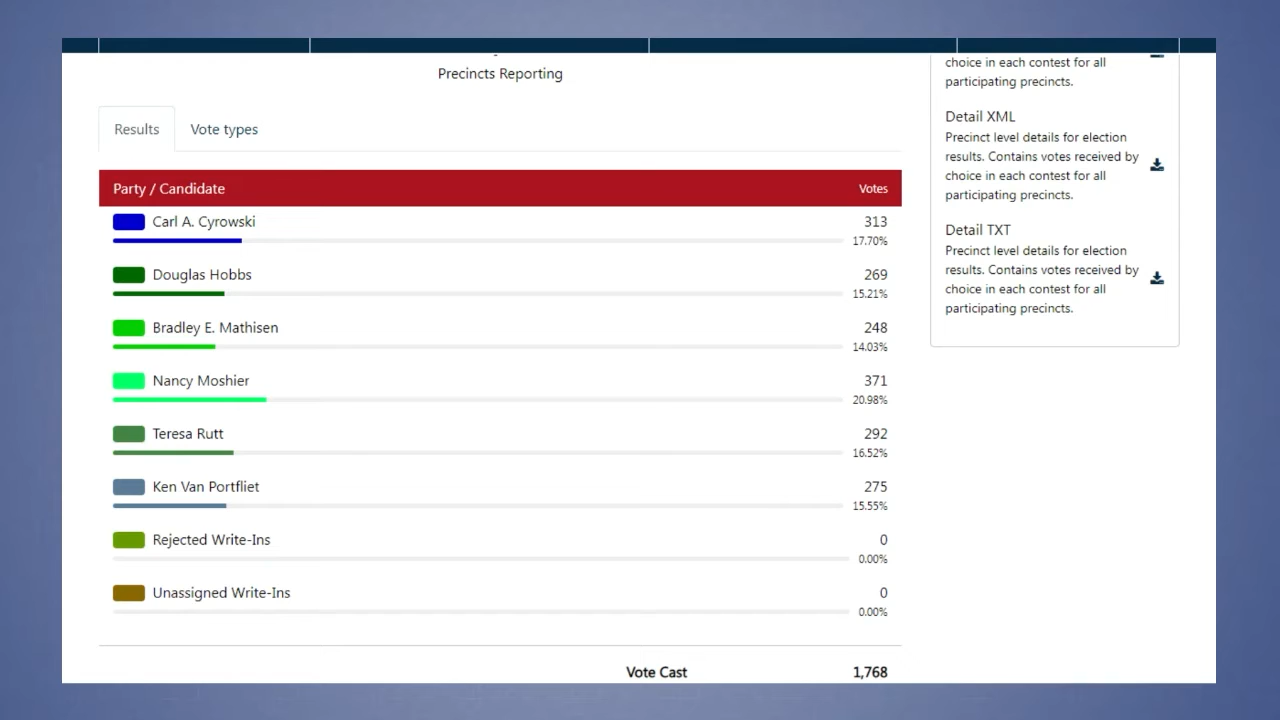 Precincts Reporting
Results
Vote types
Party / Candidate
Votes
Carl A. Cyrowski
313
17.70%
Douglas Hobbs
269
15.21%
Bradley E. Mathisen
248
14.03%
Nancy Moshier
371
20.98%
Teresa Rutt
292
16.52%
Ken Van Portfliet
275
15.55%
Rejected Write-Ins
0
0.00%
Unassigned Write-Ins
0
0.00%
Vote Cast
1,768
choice in each contest for all
participating precincts.
Detail XML
Precinct level details for election
results. Contains votes received by
choice in each contest for all
participating precincts.
Detail TXT
Precinct level details for election
results. Contains votes received by
choice in each contest for all
participating precincts.